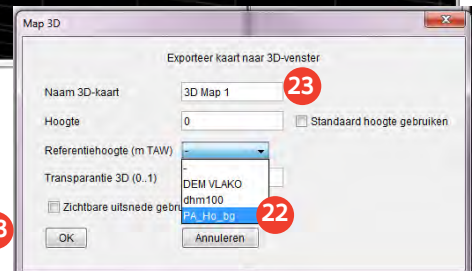 Map 3D
Exporteer kaart naar 3D-venster
Naam 3D-kaart 3D Map 1 23
Hoogte 0 Standaard hoogte gebruiken
Referentiehoogte (m TAW) -
-
Transparantie 3D (0..1) DEM VLAKO
dhm100
Zichtbare uitsnede gebru PA_Ho_bg 22
OK Annuleren